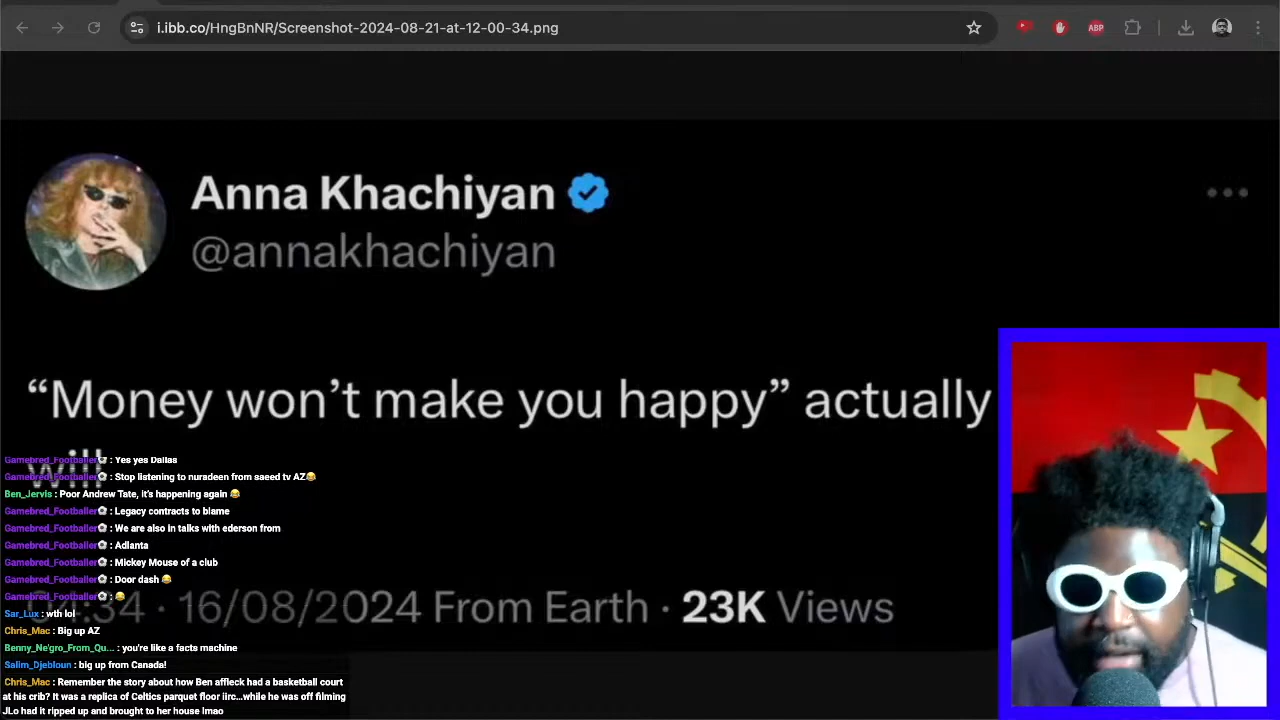 i.ibb.co/HngBnNR/Screenshot-2024-08-21-at-12-00-34.png
ABP
Anna Khachiyan
@annakhachiyan
“Money won’t make you happy” actually
will
Gamebred_Footballer⚽ : Yes yes Dallas
Gamebred_Footballer⚽ : Stop listening to nuradeen from saeed tv AZ😂
Ben_Jervis : Poor Andrew Tate, it’s happening again 😂
Gamebred_Footballer⚽ : Legacy contracts to blame
Gamebred_Footballer⚽ : We are also in talks with ederson from
Gamebred_Footballer⚽ : Adlanta
Gamebred_Footballer⚽ : Mickey Mouse of a club
Gamebred_Footballer⚽ : Door dash 😂
Gamebred_Footballer⚽ : 😂
04:34 · 16/08/2024 From Earth · 23K Views
Sar_Lux : wth lol
Chris_Mac : Big up AZ
Benny_Ne'gro_From_Qu... : you're like a facts machine
Salim_Djebloun : big up from Canada!
Chris_Mac : Remember the story about how Ben affleck had a basketball court
at his crib? It was a replica of Celtics parquet floor iirc...while he was off filming
JLo had it ripped up and brought to her house lmao